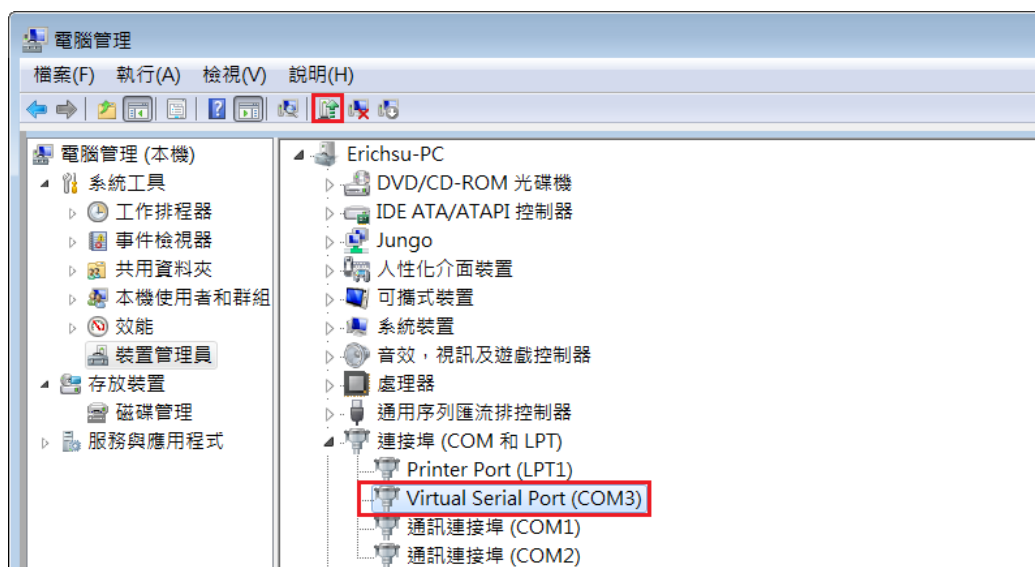 電腦管理
檔案(F) 執行(A) 檢視(V) 說明(H)
電腦管理 (本機)
系統工具
工作排程器
事件檢視器
共用資料夾
本機使用者和群組
效能
裝置管理員
存放裝置
磁碟管理
服務與應用程式
Erichsu-PC
DVD/CD-ROM 光碟機
IDE ATA/ATAPI 控制器
Jungo
人性化介面裝置
可攜式裝置
系統裝置
音效，視訊及遊戲控制器
處理器
通用序列匯流排控制器
連接埠 (COM 和 LPT)
Printer Port (LPT1)
Virtual Serial Port (COM3)
通訊連接埠 (COM1)
通訊連接埠 (COM2)